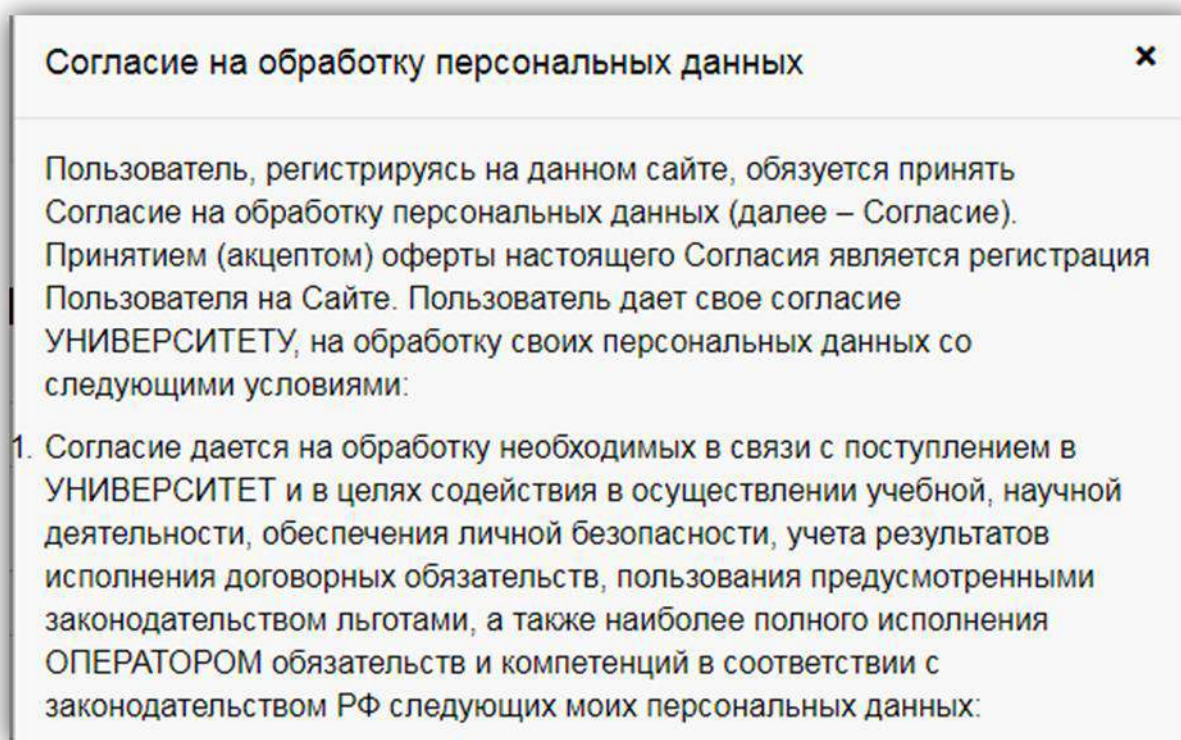 Согласие на обработку персональных данных ×
Пользователь, регистрируясь на данном сайте, обязуется принять
Согласие на обработку персональных данных (далее – Согласие).
Принятием (акцептом) оферты настоящего Согласия является регистрация
Пользователя на Сайте. Пользователь дает свое согласие
УНИВЕРСИТЕТУ, на обработку своих персональных данных со
следующими условиями:
1. Согласие дается на обработку необходимых в связи с поступлением в
УНИВЕРСИТЕТ и в целях содействия в осуществлении учебной, научной
деятельности, обеспечения личной безопасности, учета результатов
исполнения договорных обязательств, пользования предусмотренными
законодательством льготами, а также наиболее полного исполнения
ОПЕРАТОРОМ обязательств и компетенций в соответствии с
законодательством РФ следующих моих персональных данных: